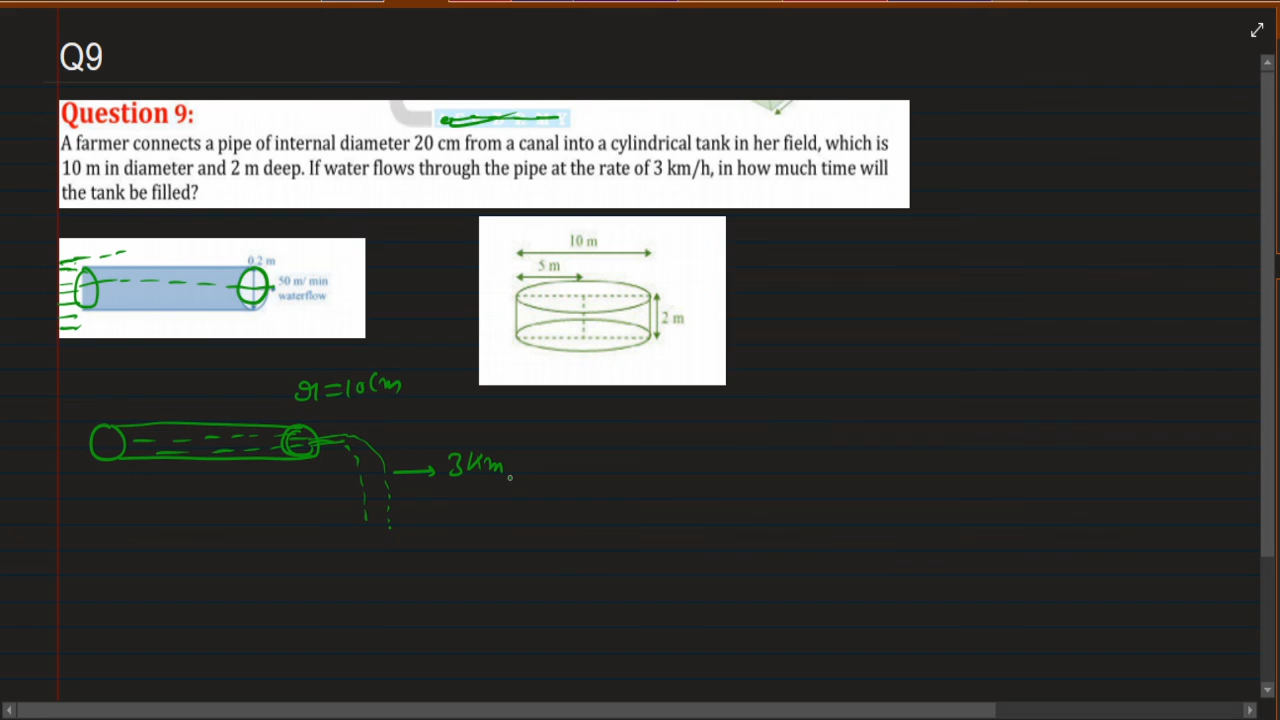 Q9
Question 9:
A farmer connects a pipe of internal diameter 20 cm from a canal into a cylindrical tank in her field, which is
10 m in diameter and 2 m deep. If water flows through the pipe at the rate of 3 km/h, in how much time will
the tank be filled?
0.2 m
50 m/ min
waterflow
10 m
5 m
2 m
r=10cm
3km